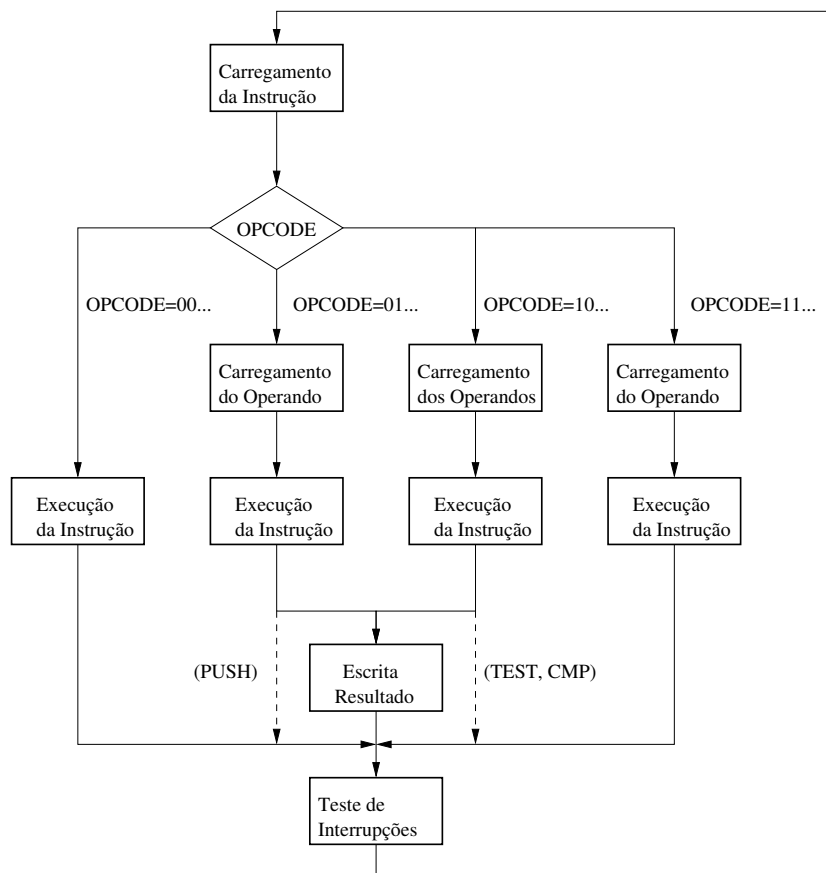 Carregamento
da Instrução
OPCODE
OPCODE=00...
OPCODE=01...
OPCODE=10...
OPCODE=11...
Carregamento
do Operando
Carregamento
dos Operandos
Carregamento
do Operando
Execução
da Instrução
Execução
da Instrução
Execução
da Instrução
Execução
da Instrução
(PUSH)
Escrita
Resultado
(TEST, CMP)
Teste de
Interrupções